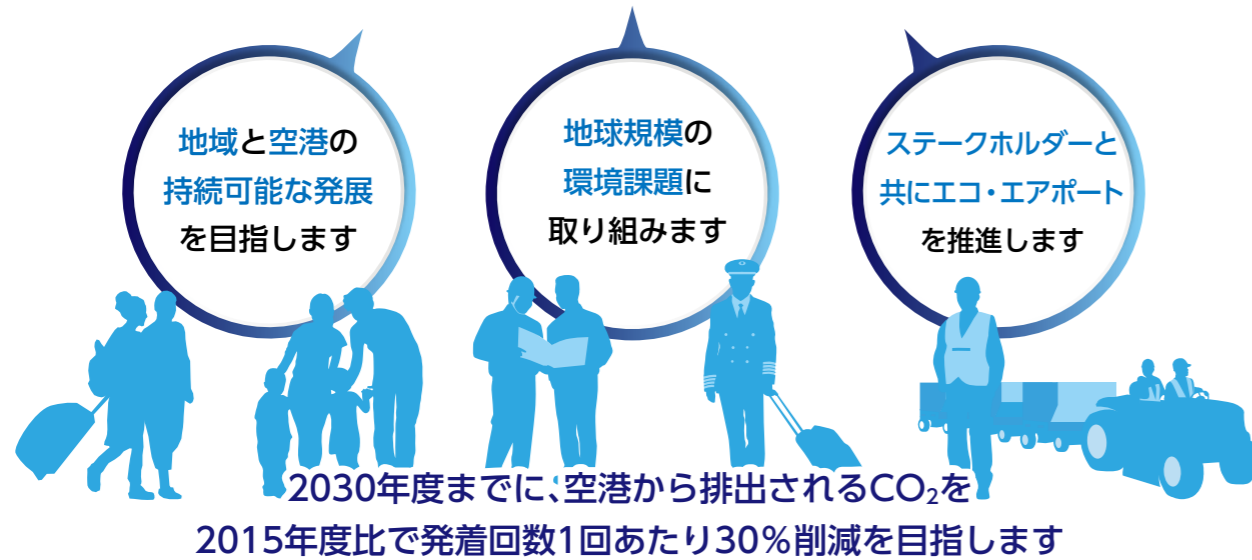 地域と空港の
持続可能な発展
を目指します
地球規模の
環境課題に
取り組みます
ステークホルダーと
共にエコ・エアポート
を推進します
2030年度までに、空港から排出されるCO₂を
2015年度比で発着回数1回あたり30％削減を目指します